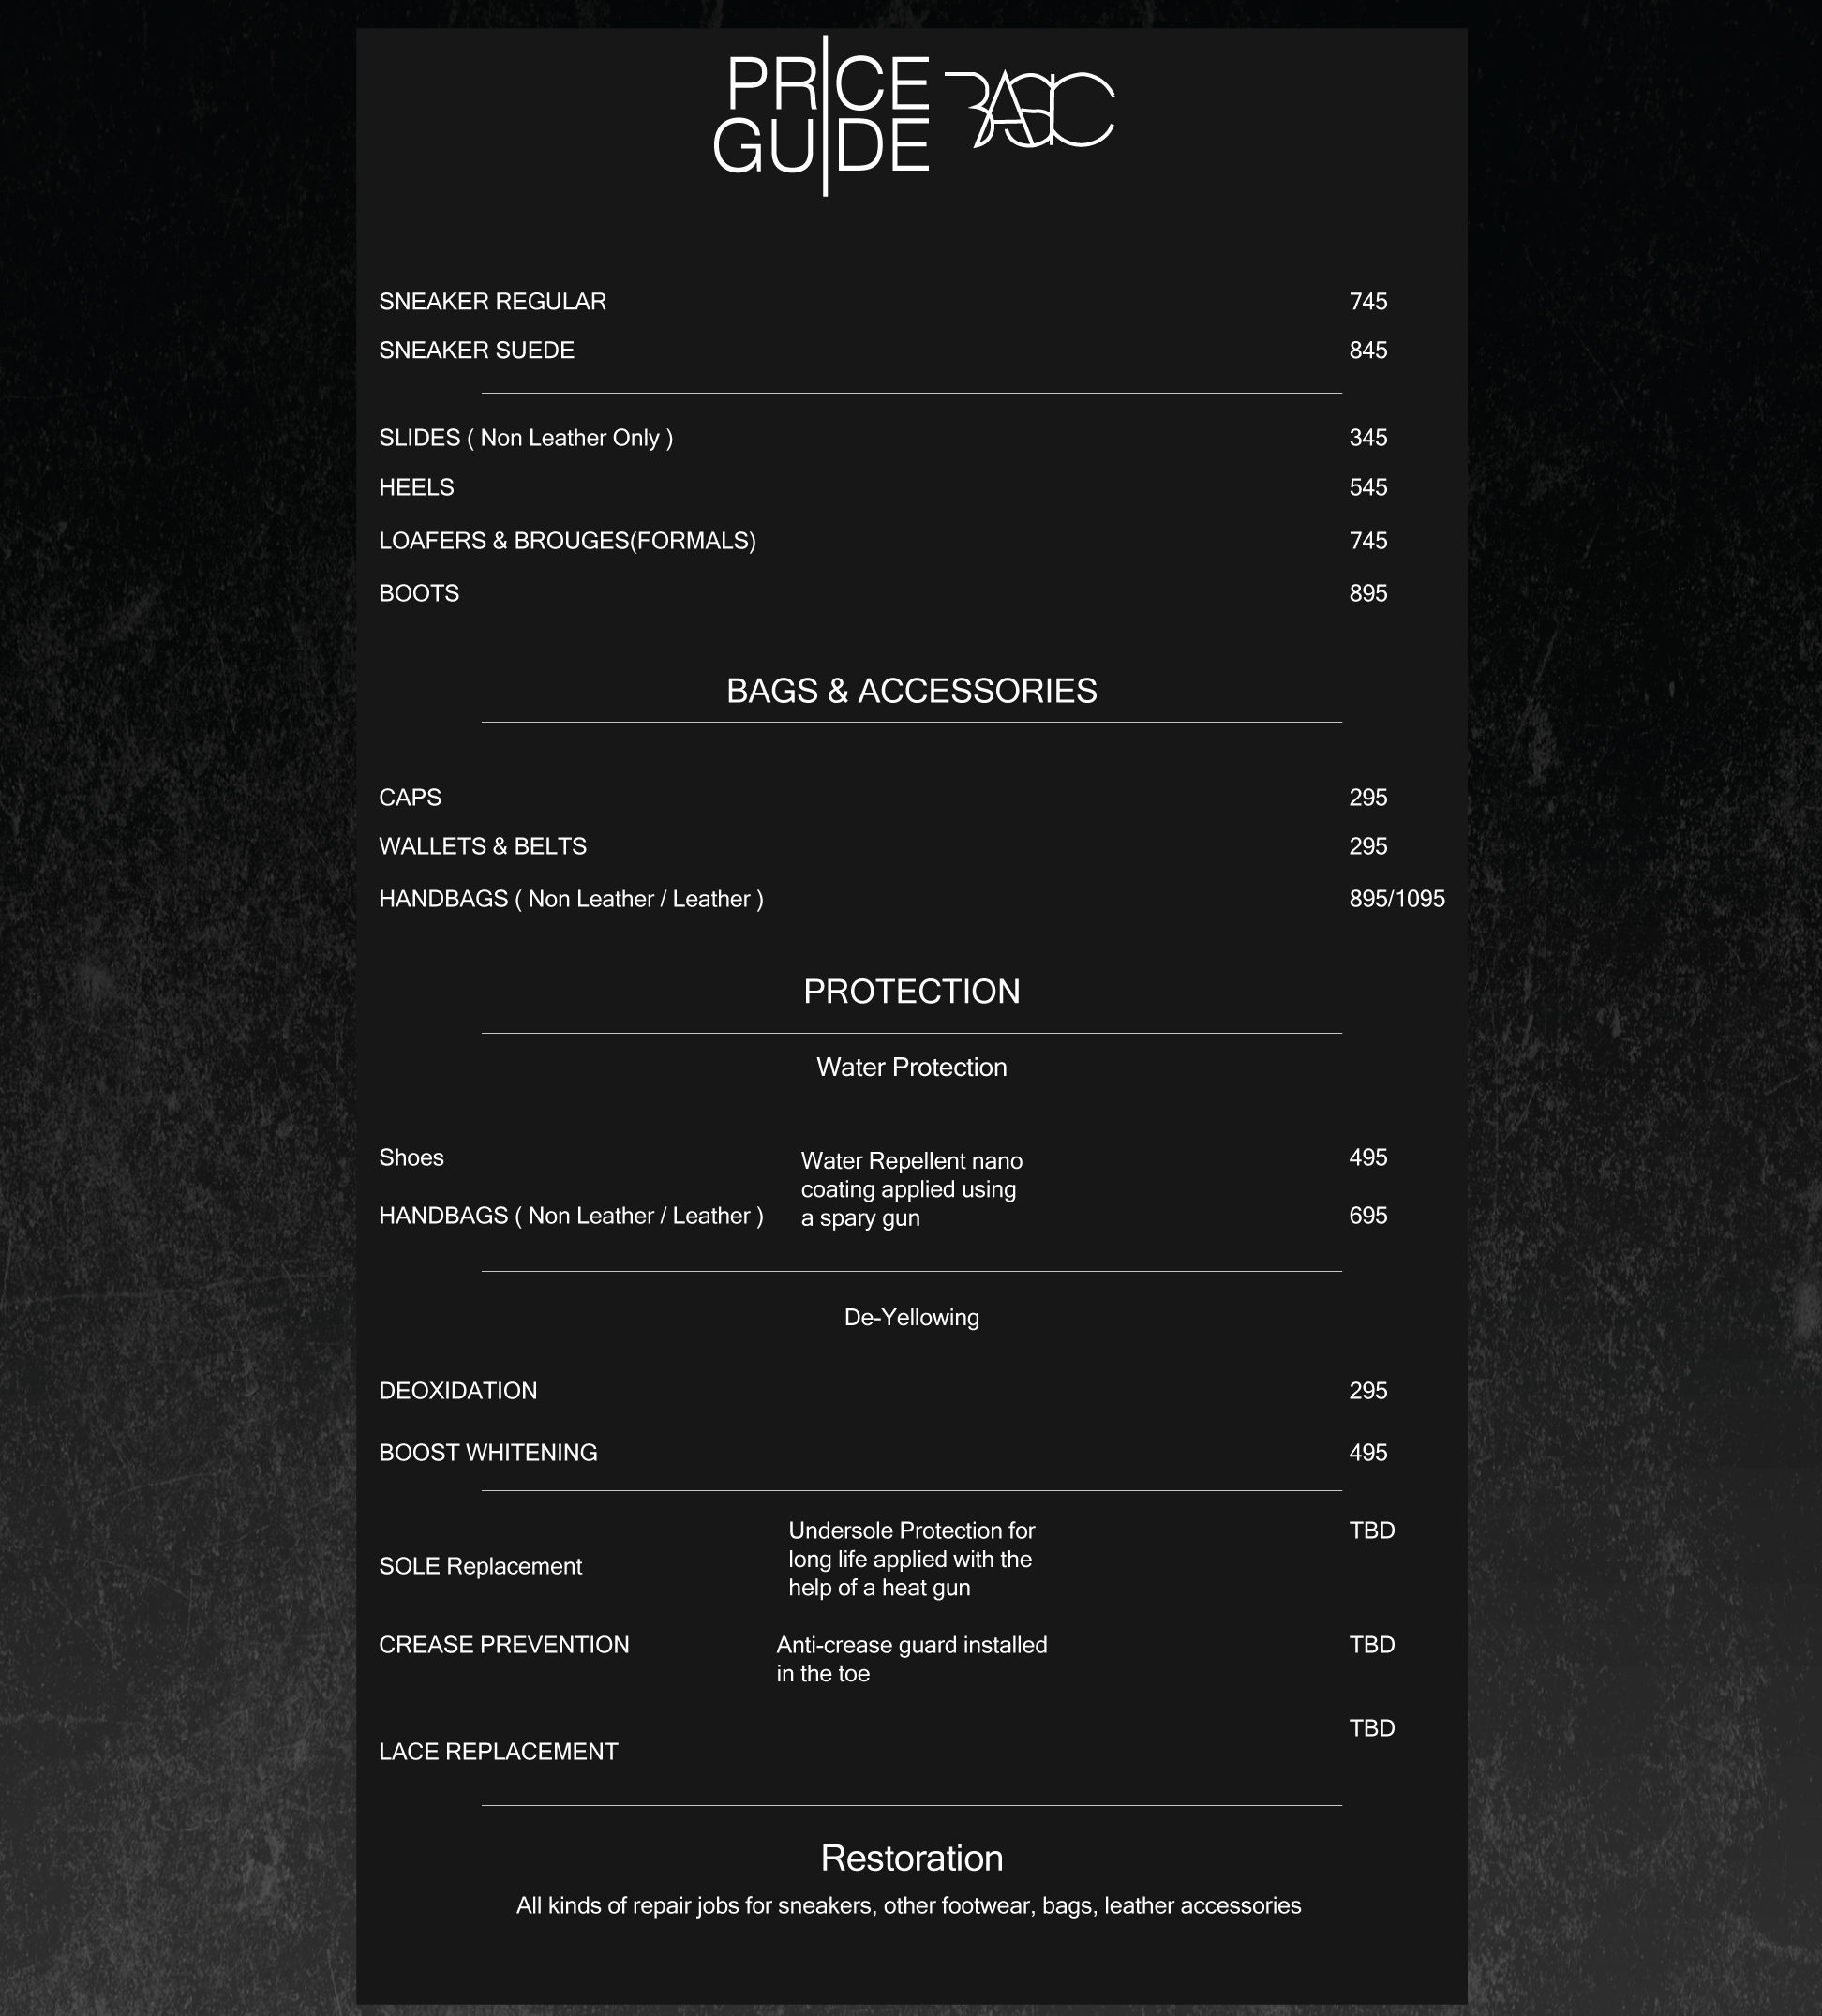 PRICE
GUIDE
BASIC
SNEAKER REGULAR 745
SNEAKER SUEDE 845
SLIDES ( Non Leather Only ) 345
HEELS 545
LOAFERS & BROUGES(FORMALS) 745
BOOTS 895
BAGS & ACCESSORIES
CAPS 295
WALLETS & BELTS 295
HANDBAGS ( Non Leather / Leather ) 895/1095
PROTECTION
Water Protection
Shoes 495
Water Repellent nano
coating applied using
a spary gun
HANDBAGS ( Non Leather / Leather ) 695
De-Yellowing
DEOXIDATION 295
BOOST WHITENING 495
SOLE Replacement
Undersole Protection for
long life applied with the
help of a heat gun
TBD
CREASE PREVENTION
Anti-crease guard installed
in the toe
TBD
LACE REPLACEMENT TBD
Restoration
All kinds of repair jobs for sneakers, other footwear, bags, leather accessories